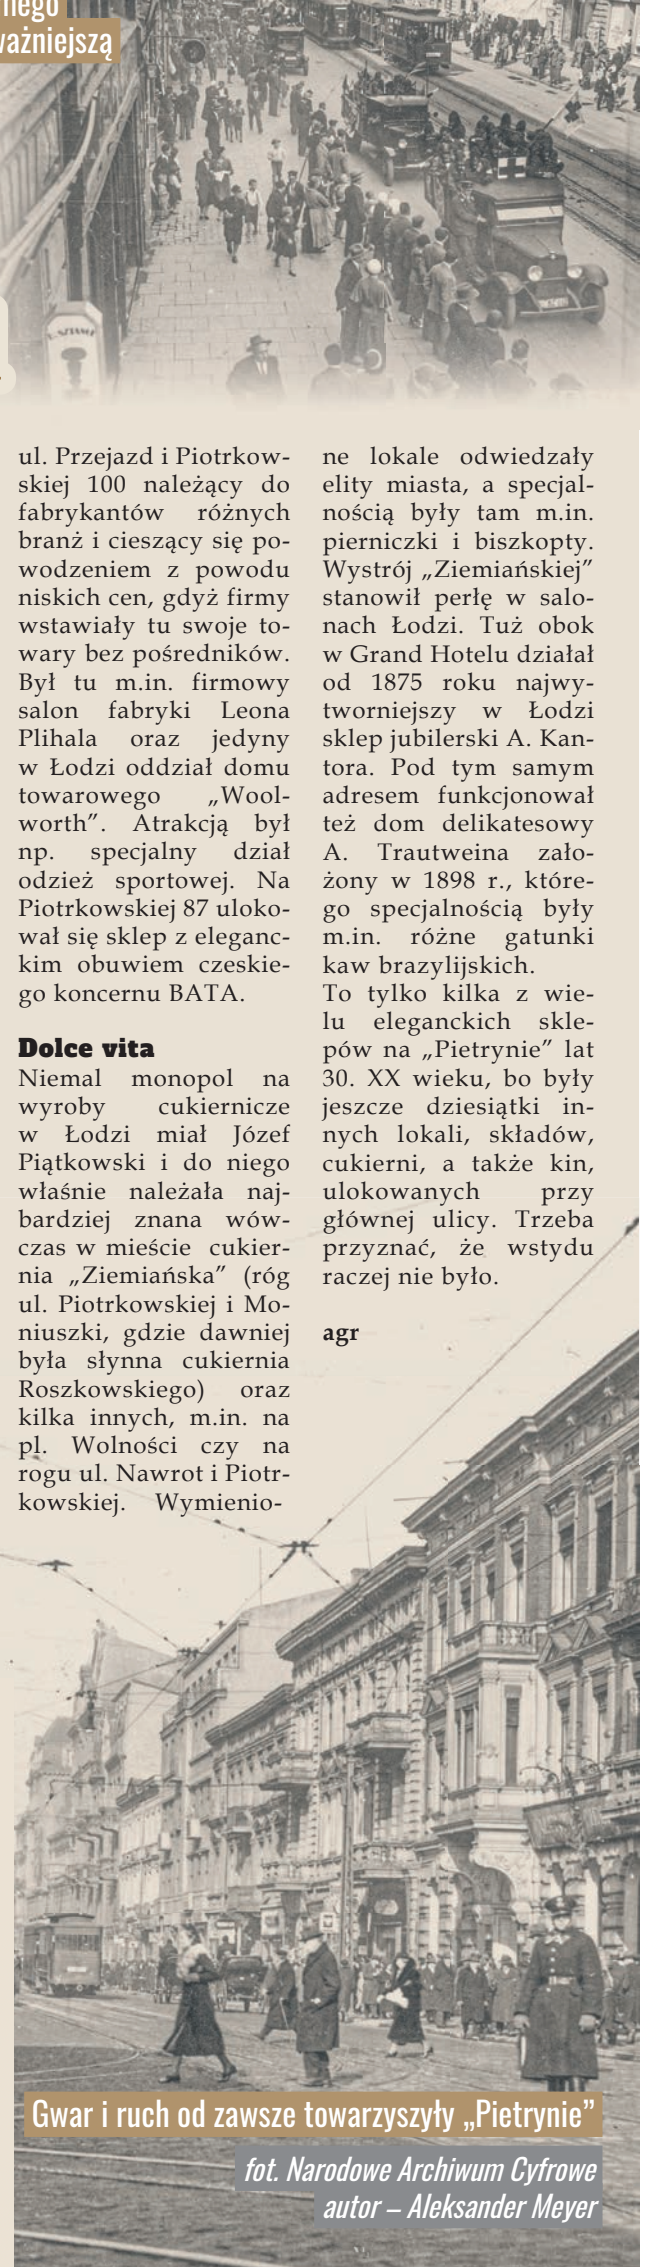 ważniejszą
SZTANGE
ul. Przejazd i Piotrkow-
skiej 100 należący do
fabrykantów różnych
branż i cieszący się po-
wodzeniem z powodu
niskich cen, gdyż firmy
wstawiały tu swoje to-
wary bez pośredników.
Był tu m.in. firmowy
salon fabryki Leona
Plihala oraz jedyny
w Łodzi oddział domu
towarowego „Wool-
worth”. Atrakcją był
np. specjalny dział
odzież sportowej. Na
Piotrkowskiej 87 uloko-
wał się sklep z eleganc-
kim obuwiem czeskie-
go koncernu BATA.
Dolce vita
Niemal monopol na
wyroby cukiernicze
w Łodzi miał Józef
Piątkowski i do niego
właśnie należała naj-
bardziej znana wów-
czas w mieście cukier-
nia „Ziemiańska” (róg
ul. Piotrkowskiej i Mo-
niuszki, gdzie dawniej
była słynna cukiernia
Roszkowskiego) oraz
kilka innych, m.in. na
pl. Wolności czy na
rogu ul. Nawrot i Piotr-
kowskiej. Wymienio-
ne lokale odwiedzały
elity miasta, a specjal-
nością były tam m.in.
pierniczki i biszkopty.
Wystrój „Ziemiańskiej”
stanowił perłę w salo-
nach Łodzi. Tuż obok
w Grand Hotelu działał
od 1875 roku najwy-
tworniejszy w Łodzi
sklep jubilerski A. Kan-
tora. Pod tym samym
adresem funkcjonował
też dom delikatesowy
A. Trautweina zało-
żony w 1898 r., które-
go specjalnością były
m.in. różne gatunki
kaw brazylijskich.
To tylko kilka z wie-
lu eleganckich skle-
pów na „Pietrynie” lat
30. XX wieku, bo były
jeszcze dziesiątki in-
nych lokali, składów,
cukierni, a także kin,
ulokowanych przy
głównej ulicy. Trzeba
przyznać, że wstydu
raczej nie było.
agr
Gwar i ruch od zawsze towarzyszyły „Pietrynie”
fot. Narodowe Archiwum Cyfrowe
autor – Aleksander Meyer